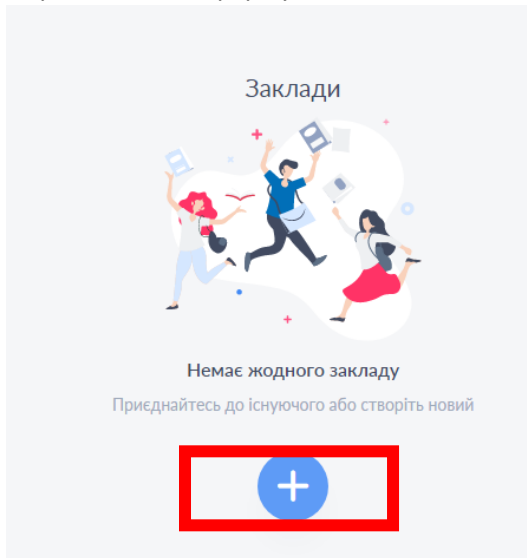 Заклади
Немає жодного закладу
Приєднайтесь до існуючого або створіть новий